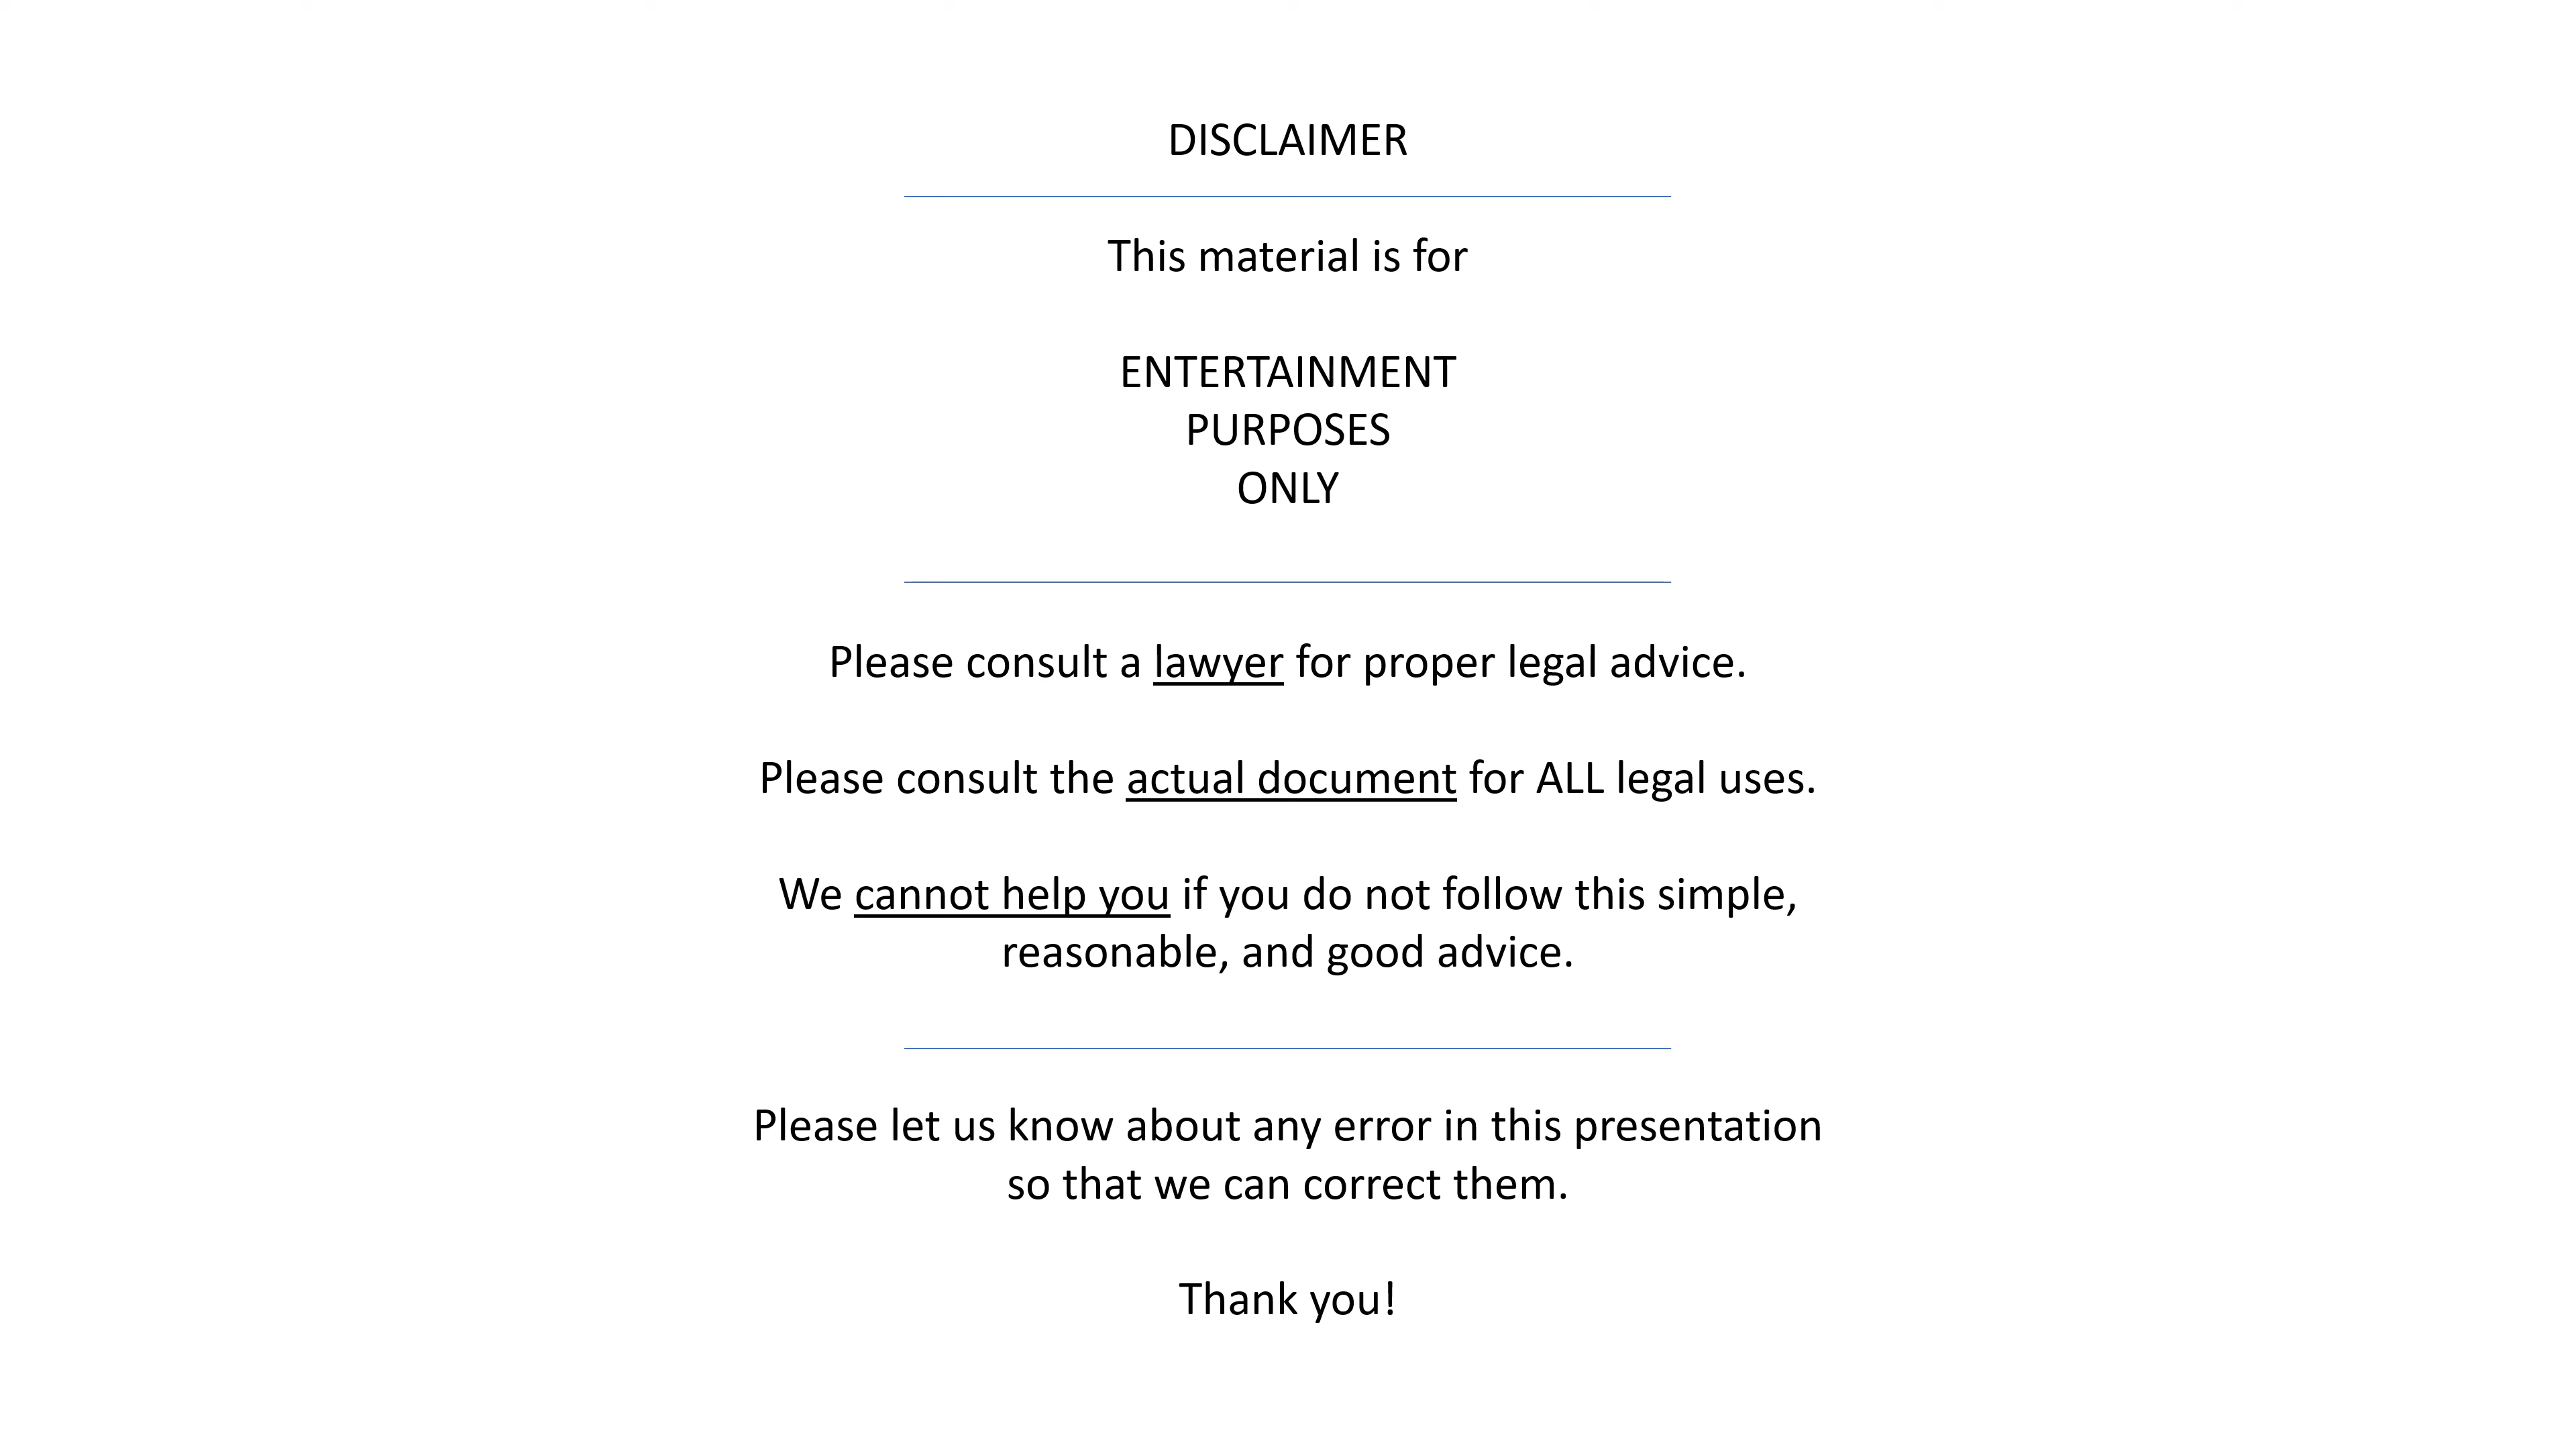 DISCLAIMER
This material is for
ENTERTAINMENT
PURPOSES
ONLY
Please consult a lawyer for proper legal advice.
Please consult the actual document for ALL legal uses.
We cannot help you if you do not follow this simple,
reasonable, and good advice.
Please let us know about any error in this presentation
so that we can correct them.
Thank you!